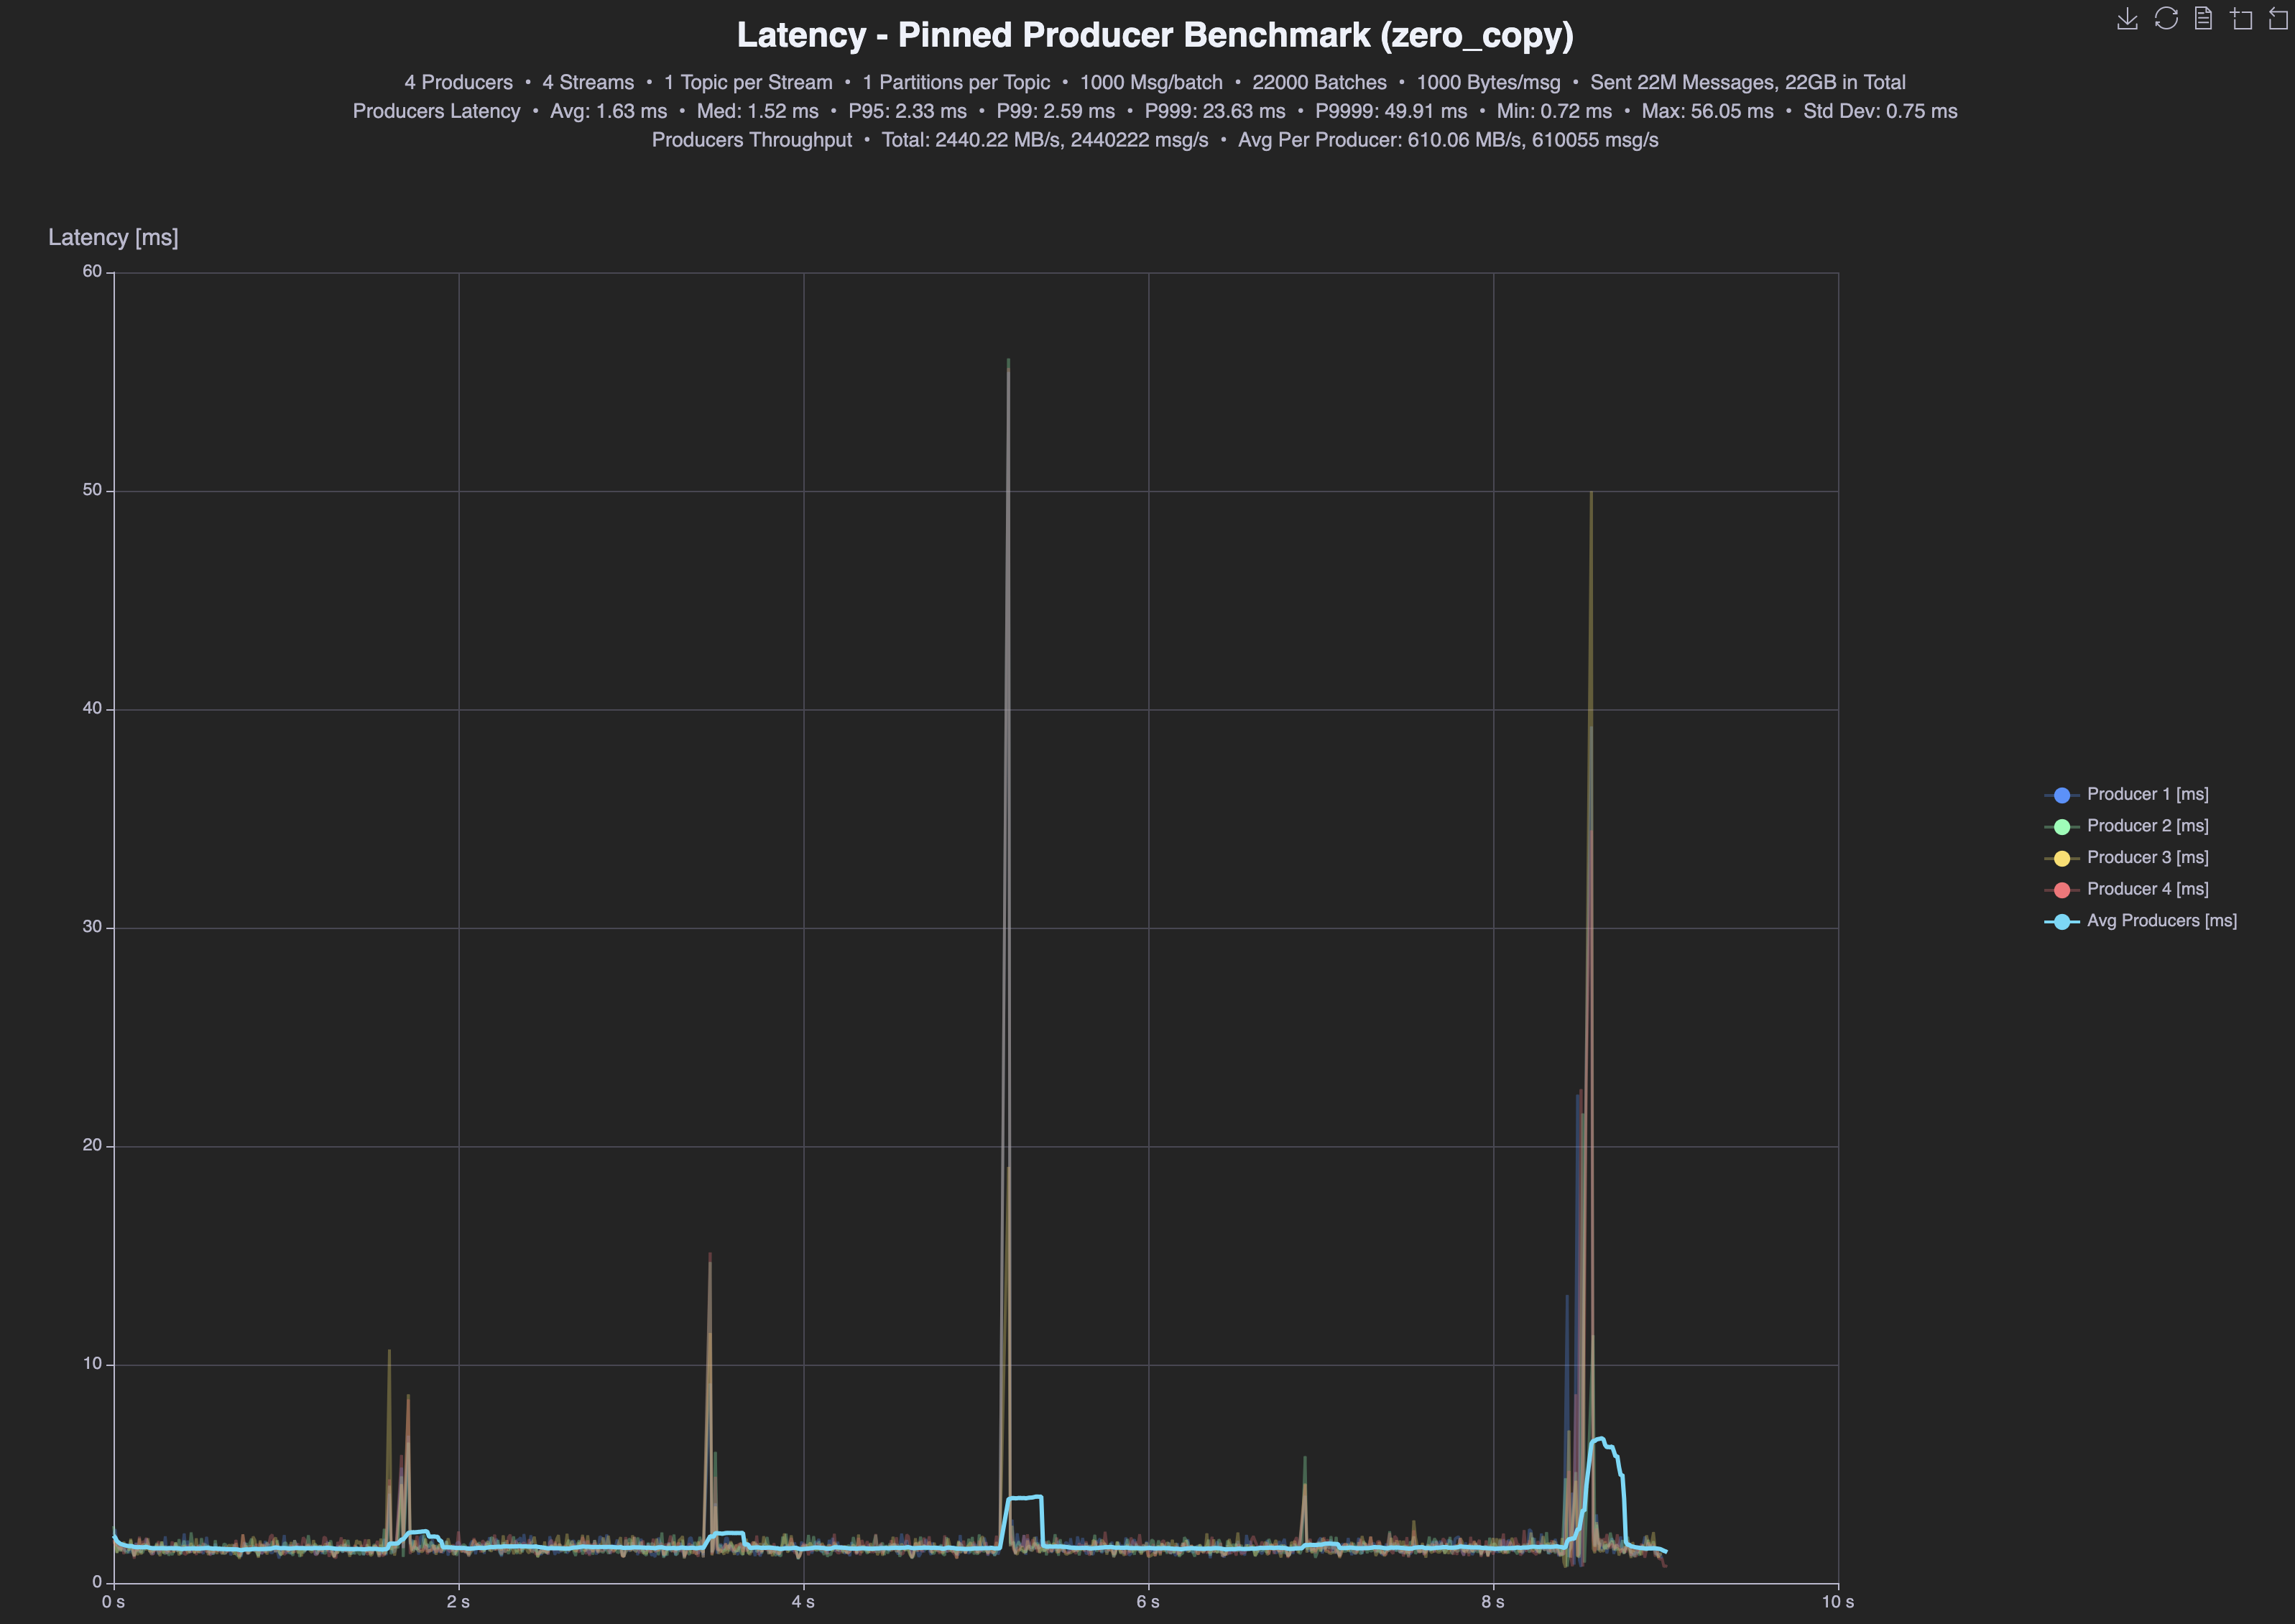 Latency - Pinned Producer Benchmark (zero_copy)
4 Producers • 4 Streams • 1 Topic per Stream • 1 Partitions per Topic • 1000 Msg/batch • 22000 Batches • 1000 Bytes/msg • Sent 22M Messages, 22GB in Total
Producers Latency • Avg: 1.63 ms • Med: 1.52 ms • P95: 2.33 ms • P99: 2.59 ms • P999: 23.63 ms • P9999: 49.91 ms • Min: 0.72 ms • Max: 56.05 ms • Std Dev: 0.75 ms
Producers Throughput • Total: 2440.22 MB/s, 2440222 msg/s • Avg Per Producer: 610.06 MB/s, 610055 msg/s
Latency [ms]
60
50
40
30
20
10
0
0 s
2 s
4 s
6 s
8 s
10 s
Producer 1 [ms]
Producer 2 [ms]
Producer 3 [ms]
Producer 4 [ms]
Avg Producers [ms]